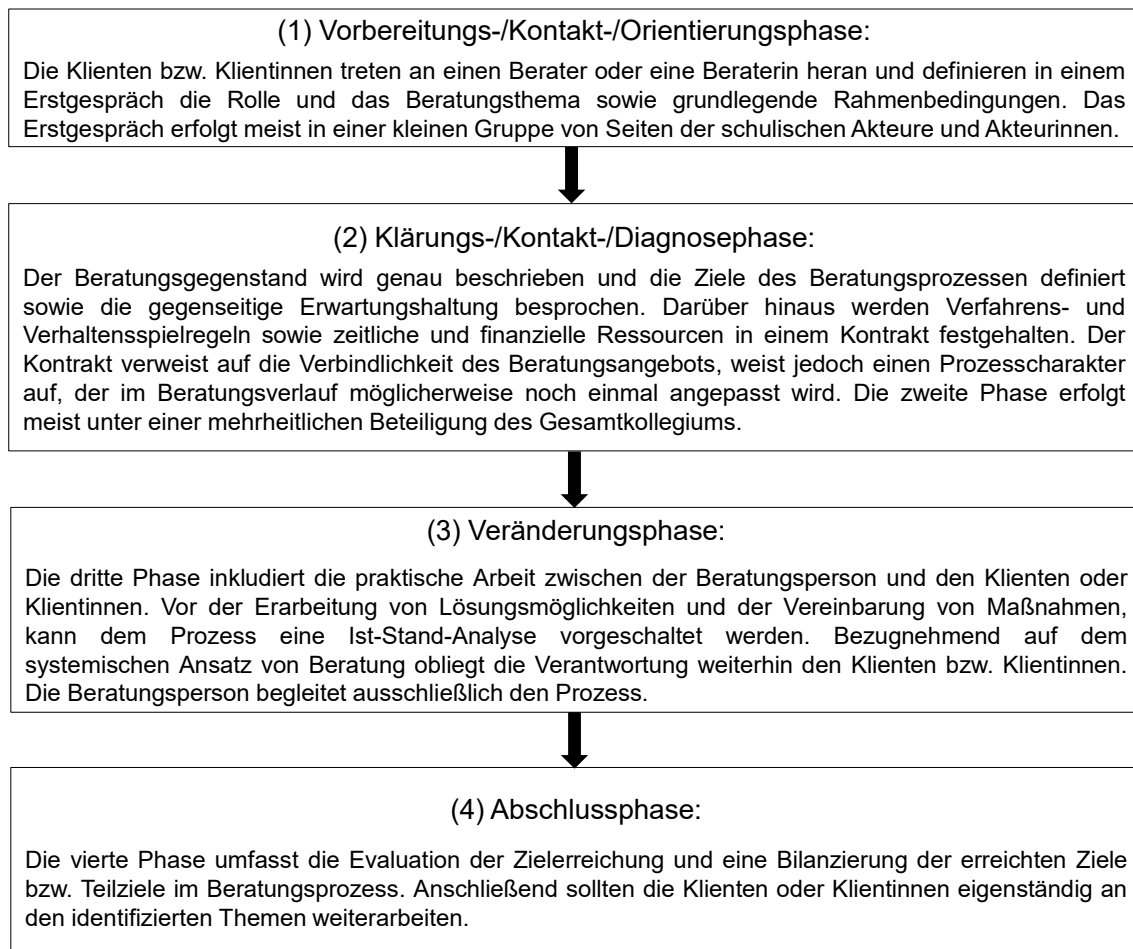 (1) Vorbereitungs-/Kontakt-/Orientierungsphase:
Die Klienten bzw. Klientinnen treten an einen Berater oder eine Beraterin heran und definieren in einem
Erstgespräch die Rolle und das Beratungsthema sowie grundlegende Rahmenbedingungen. Das
Erstgespräch erfolgt meist in einer kleinen Gruppe von Seiten der schulischen Akteure und Akteurinnen.
(2) Klärungs-/Kontakt-/Diagnosephase:
Der Beratungsgegenstand wird genau beschrieben und die Ziele des Beratungsprozessen definiert
sowie die gegenseitige Erwartungshaltung besprochen. Darüber hinaus werden Verfahrens- und
Verhaltensspielregeln sowie zeitliche und finanzielle Ressourcen in einem Kontrakt festgehalten. Der
Kontrakt verweist auf die Verbindlichkeit des Beratungsangebots, weist jedoch einen Prozesscharakter
auf, der im Beratungsverlauf möglicherweise noch einmal angepasst wird. Die zweite Phase erfolgt
meist unter einer mehrheitlichen Beteiligung des Gesamtkollegiums.
(3) Veränderungsphase:
Die dritte Phase inkludiert die praktische Arbeit zwischen der Beratungsperson und den Klienten oder
Klientinnen. Vor der Erarbeitung von Lösungsmöglichkeiten und der Vereinbarung von Maßnahmen,
kann dem Prozess eine Ist-Stand-Analyse vorgeschaltet werden. Bezugnehmend auf dem
systemischen Ansatz von Beratung obliegt die Verantwortung weiterhin den Klienten bzw. Klientinnen.
Die Beratungsperson begleitet ausschließlich den Prozess.
(4) Abschlussphase:
Die vierte Phase umfasst die Evaluation der Zielerreichung und eine Bilanzierung der erreichten Ziele
bzw. Teilziele im Beratungsprozess. Anschließend sollten die Klienten oder Klientinnen eigenständig an
den identifizierten Themen weiterarbeiten.